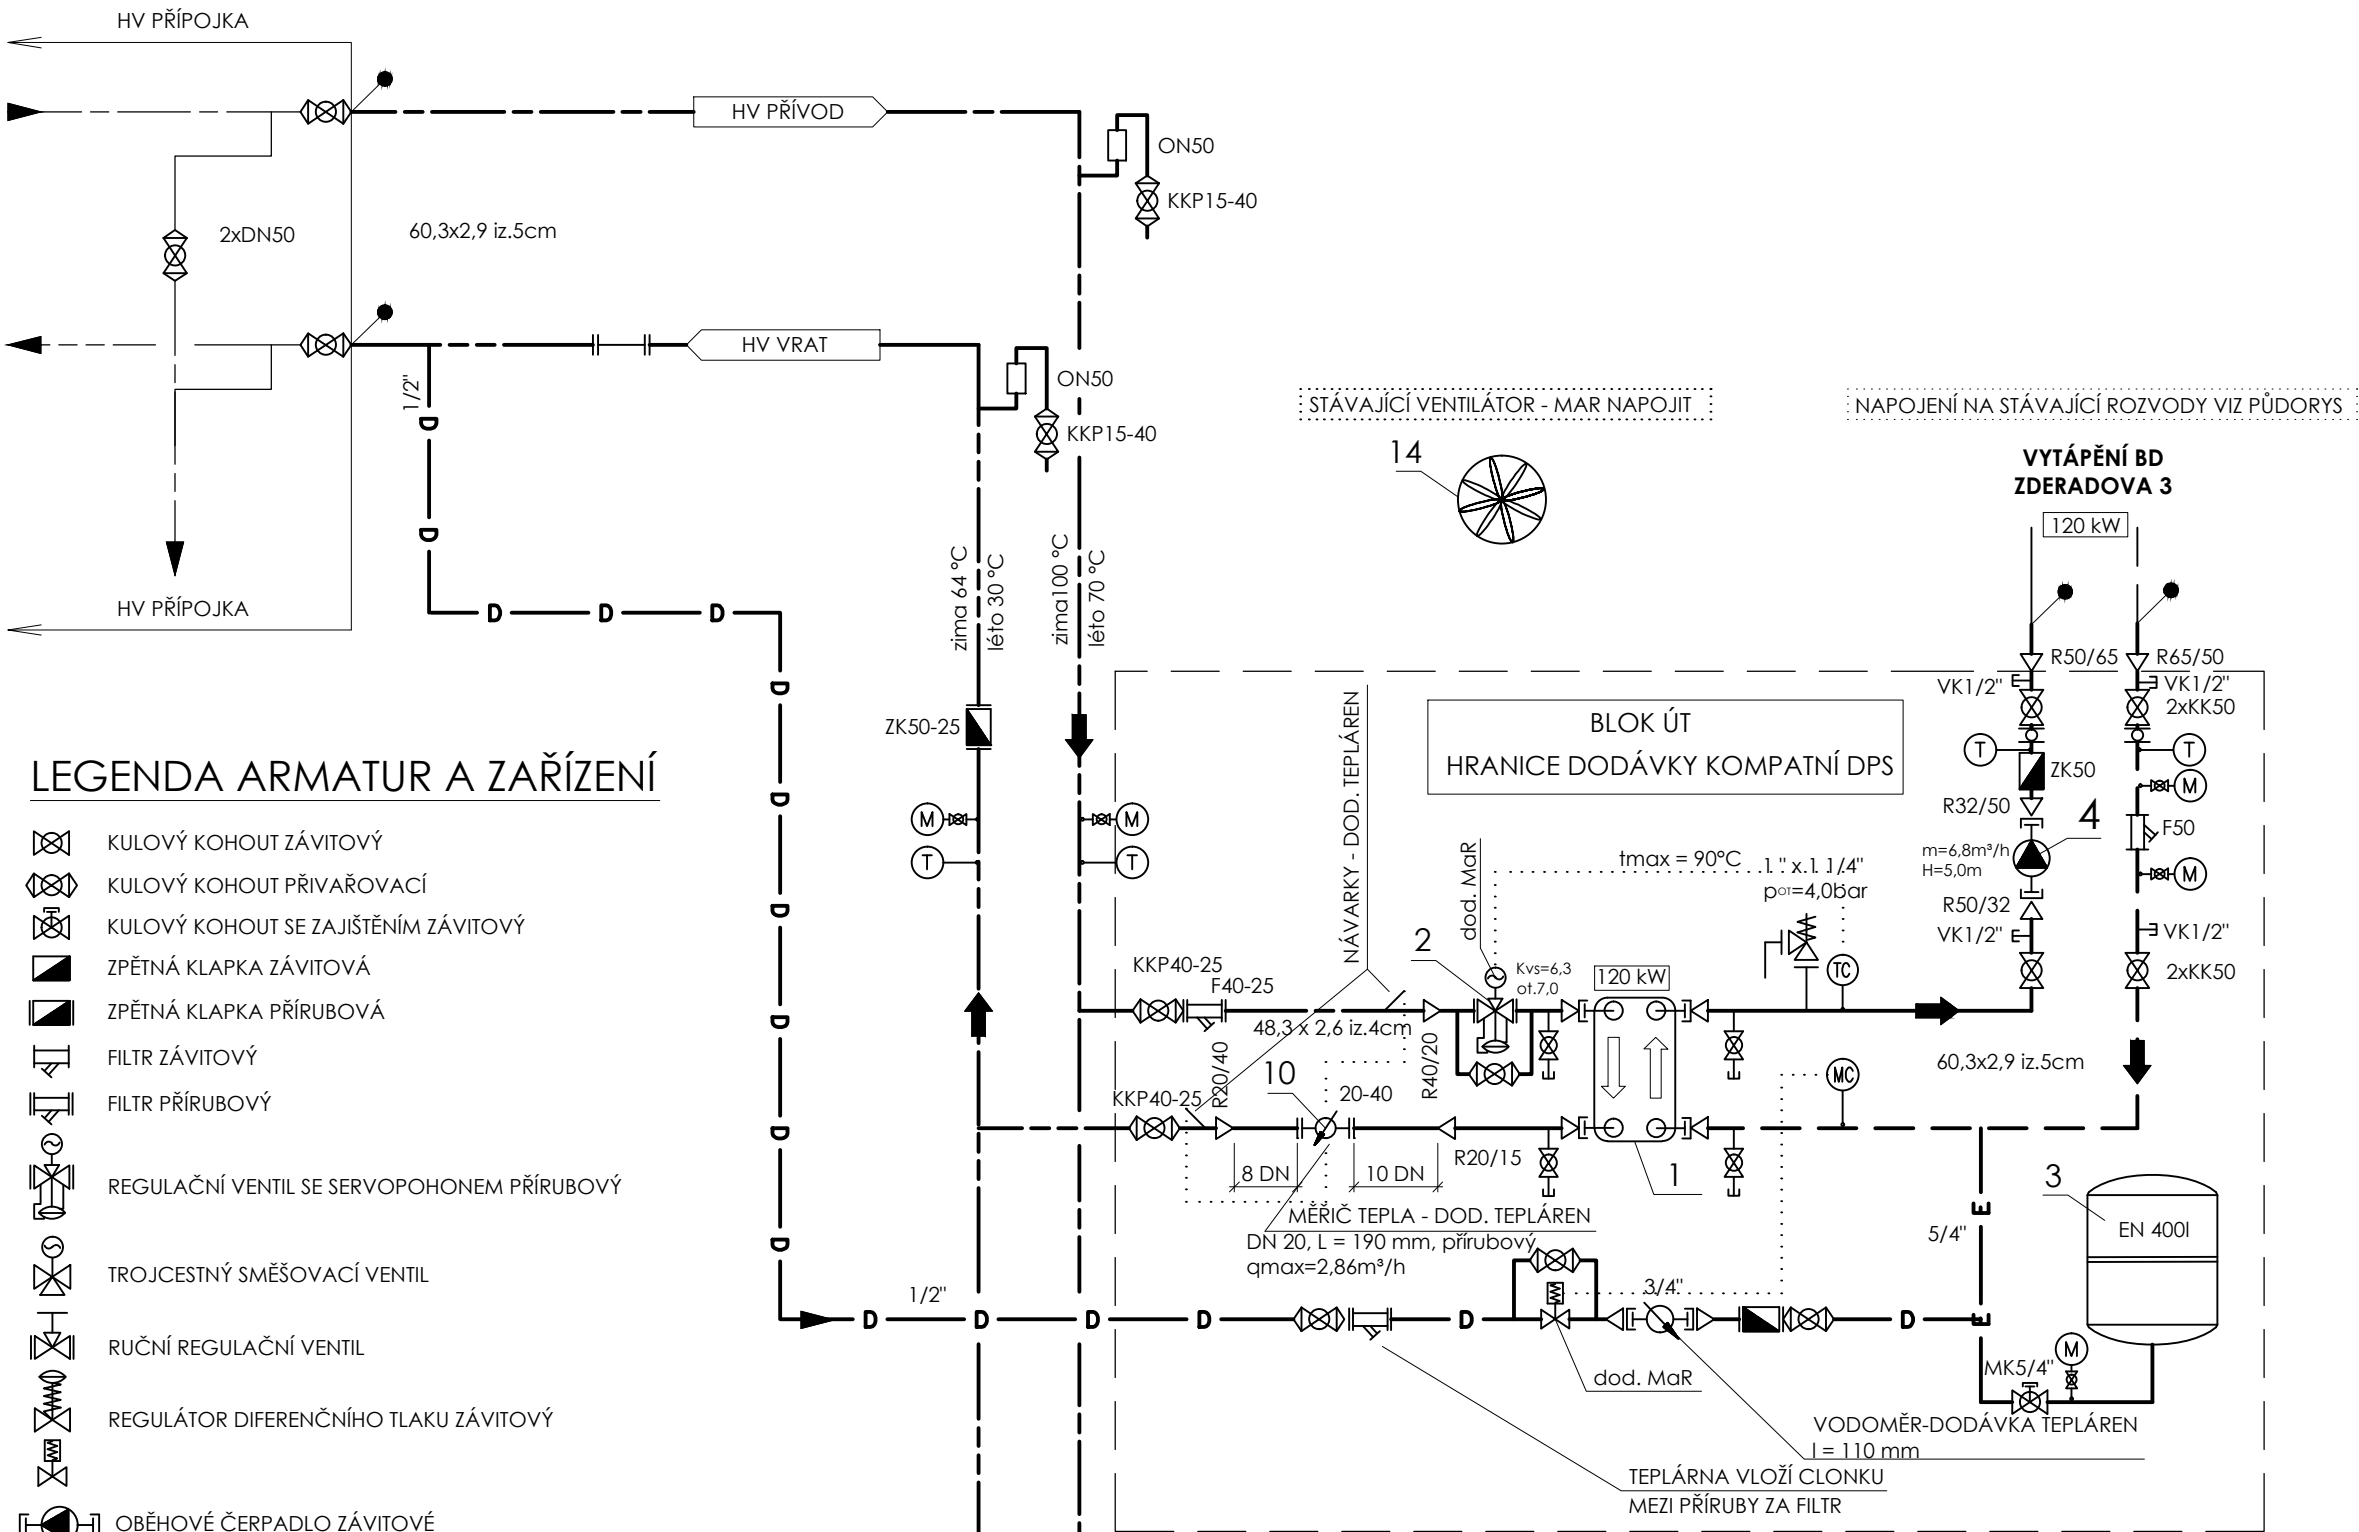 HV PŘÍPOJKA
HV PŘÍVOD
ON50
KKP15-40
2xDN50
60,3x2,9 iz.5cm
HV VRAT
1/2"
ON50
KKP15-40
STÁVAJÍCÍ VENTILÁTOR - MAR NAPOJIT
NAPOJENÍ NA STÁVAJÍCÍ ROZVODY VIZ PŮDORYS
14
VYTÁPĚNÍ BD
ZDERADOVA 3
120 kW
D
D
HV PŘÍPOJKA
D
D
D
zima 64 °C
léto 30 °C
zima100 °C
léto 70 °C
R50/65
R65/50
VK1/2"
VK1/2"
2xKK50
D
ZK50-25
NÁVARKY - DOD. TEPLÁREN
BLOK ÚT
HRANICE DODÁVKY KOMPATNÍ DPS
T
T
ZK50
M
R32/50
4
F50
m=6,8m³/h
H=5,0m
M
R50/32
VK1/2"
VK1/2"
2xKK50
LEGENDA ARMATUR A ZAŘÍZENÍ
KULOVÝ KOHOUT ZÁVITOVÝ
KULOVÝ KOHOUT PŘIVAŘOVACÍ
KULOVÝ KOHOUT SE ZAJIŠTĚNÍM ZÁVITOVÝ
ZPĚTNÁ KLAPKA ZÁVITOVÁ
ZPĚTNÁ KLAPKA PŘÍRUBOVÁ
FILTR ZÁVITOVÝ
FILTR PŘÍRUBOVÝ
REGULAČNÍ VENTIL SE SERVOPOHONEM PŘÍRUBOVÝ
TROJCESTNÝ SMĚŠOVACÍ VENTIL
RUČNÍ REGULAČNÍ VENTIL
REGULÁTOR DIFERENČNÍHO TLAKU ZÁVITOVÝ
OBĚHOVÉ ČERPADLO ZÁVITOVÉ
D
D
D
D
D
M
T
M
T
dod. MaR
tmax = 90°C
1" x 1 1/4"
pOT=4,0bar
2
KKP40-25
F40-25
Kvs=6,3
ot.7,0
120 kW
TC
48,3 x 2,6 iz.4cm
R20/40
R40/20
10
20-40
KKP40-25
MC
60,3x2,9 iz.5cm
8 DN
10 DN
R20/15
1
3
EN 400l
E
5/4"
MĚŘIČ TEPLA - DOD. TEPLÁREN
DN 20, L = 190 mm, přírubový
qmax=2,86m³/h
1/2"
3/4"
D
D
D
D
D
D
E
dod. MaR
MK5/4"
M
VODOMĚR-DODÁVKA TEPLÁREN
l = 110 mm
TEPLÁRNA VLOŽÍ CLONKU
MEZI PŘÍRUBY ZA FILTR